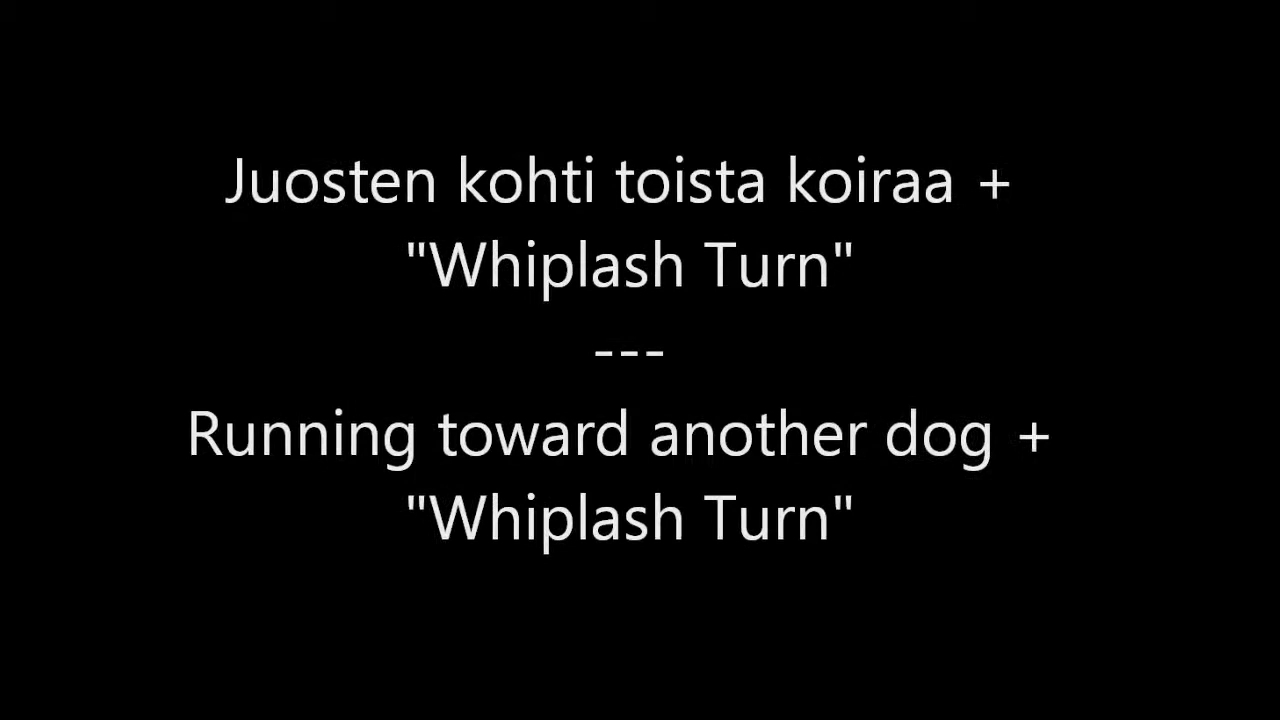 Juosten kohti toista koiraa +
"Whiplash Turn"
---
Running toward another dog +
"Whiplash Turn"